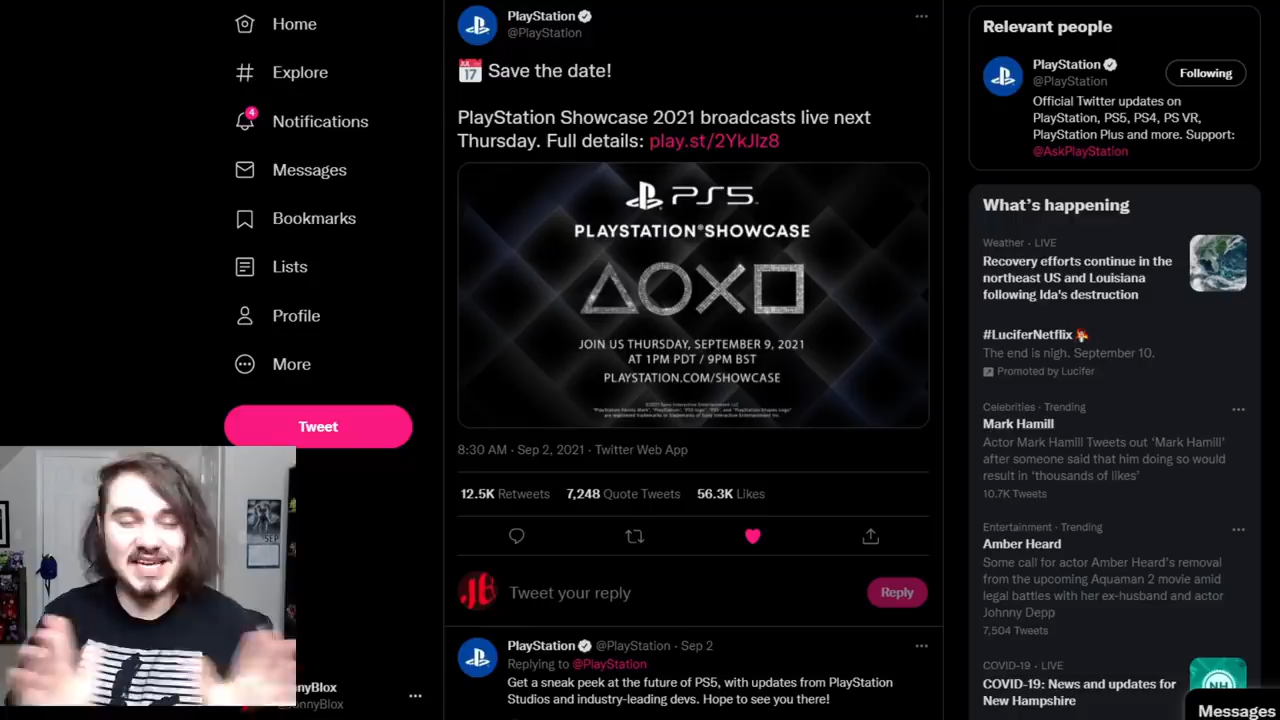 Home
Explore
4
Notifications
Messages
Bookmarks
Lists
Profile
More
Tweet
nnyBlox
onnyBlox
SEP
PlayStation
@PlayStation
JUL
17
Save the date!
PlayStation Showcase 2021 broadcasts live next
Thursday. Full details: play.st/2YkJlz8
PS5
PLAYSTATION®SHOWCASE
JOIN US THURSDAY, SEPTEMBER 9, 2021
AT 1PM PDT / 9PM BST
PLAYSTATION.COM/SHOWCASE
8:30 AM · Sep 2, 2021 · Twitter Web App
12.5K Retweets 7,248 Quote Tweets 56.3K Likes
JB
Tweet your reply
Reply
PlayStation @PlayStation · Sep 2
Replying to @PlayStation
Get a sneak peek at the future of PS5, with updates from PlayStation
Studios and industry-leading devs. Hope to see you there!
Relevant people
PlayStation
@PlayStation
Following
Official Twitter updates on
PlayStation, PS5, PS4, PS VR,
PlayStation Plus and more. Support:
@AskPlayStation
What's happening
Weather · LIVE
Recovery efforts continue in the
northeast US and Louisiana
following Ida's destruction
#LuciferNetflix
The end is nigh. September 10.
Promoted by Lucifer
Celebrities · Trending
Mark Hamill
Actor Mark Hamill Tweets out 'Mark Hamill'
after someone said that him doing so would
result in 'thousands of likes'
10.7K Tweets
Entertainment · Trending
Amber Heard
Some call for actor Amber Heard's removal
from the upcoming Aquaman 2 movie amid
legal battles with her ex-husband and actor
Johnny Depp
7,504 Tweets
COVID-19 · LIVE
COVID-19: News and updates for
New Hampshire
NH
Messages